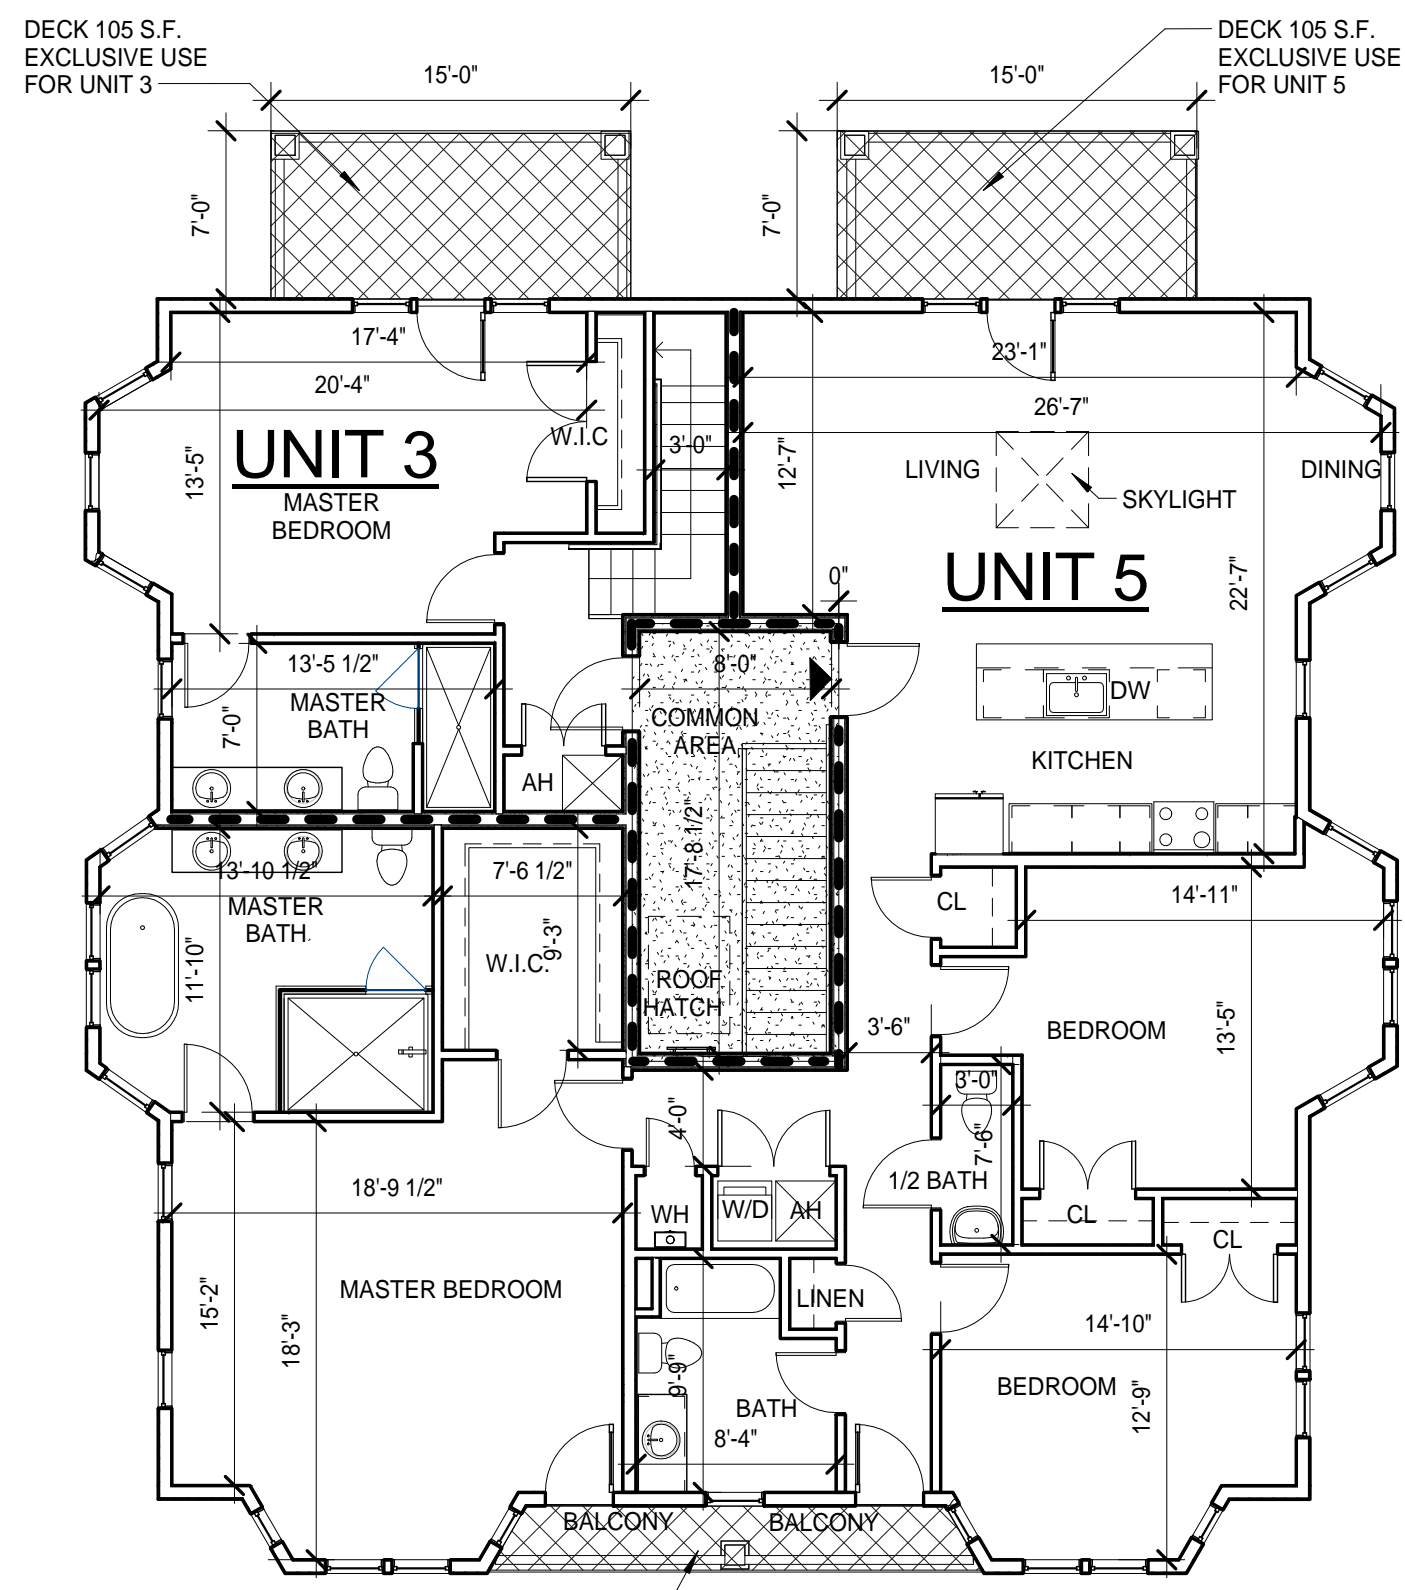 DECK 105 S.F.
EXCLUSIVE USE
FOR UNIT 3
DECK 105 S.F.
EXCLUSIVE USE
FOR UNIT 5
15'-0"
15'-0"
7'-0"
7'-0"
17'-4"
20'-4"
W.I.C
3'-0"
13'-5"
UNIT 3
MASTER
BEDROOM
23'-1"
26'-7"
12'-7"
LIVING
DINING
SKYLIGHT
0"
UNIT 5
22'-7"
13'-5 1/2"
MASTER
BATH
7'-0"
AH
8'-0"
COMMON
AREA
17'-8 1/2"
ROOF
HATCH
DW
KITCHEN
13'-10 1/2"
MASTER
BATH
11'-10"
7'-6 1/2"
W.I.C.
9'-3"
CL
14'-11"
3'-6"
BEDROOM
13'-5"
3'-0"
7'-6"
1/2 BATH
CL
CL
4'-0"
WH
W/D
AH
18'-9 1/2"
MASTER BEDROOM
15'-2"
18'-3"
LINEN
9'-9"
BATH
8'-4"
14'-10"
BEDROOM
12'-9"
BALCONY
BALCONY